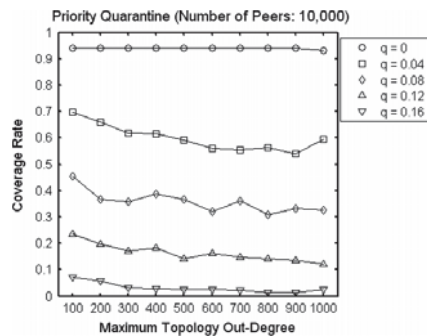 Priority Quarantine (Number of Peers: 10,000)
1
0.9
0.8
0.7
0.6
0.5
0.4
0.3
0.2
0.1
0
Coverage Rate
100 200 300 400 500 600 700 800 900 1000
Maximum Topology Out-Degree
q = 0
q = 0.04
q = 0.08
q = 0.12
q = 0.16